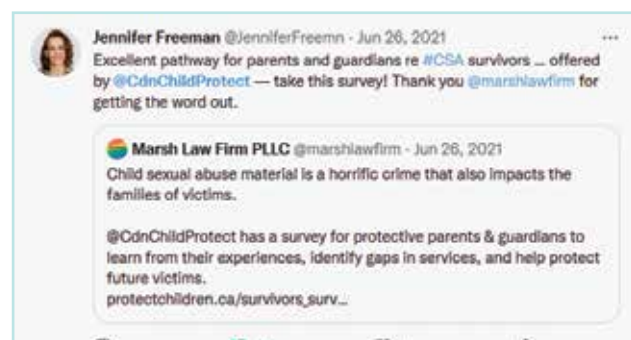 Jennifer Freeman @JenniferFreemn · Jun 26, 2021 ...
Excellent pathway for parents and guardians re #CSA survivors ... offered
by @CdnChildProtect — take this survey! Thank you @marshlawfirm for
getting the word out.
Marsh Law Firm PLLC @marshlawfirm · Jun 26, 2021
Child sexual abuse material is a horrific crime that also impacts the
families of victims.
@CdnChildProtect has a survey for protective parents & guardians to
learn from their experiences, identify gaps in services, and help protect
future victims.
protectchildren.ca/survivors_surv...